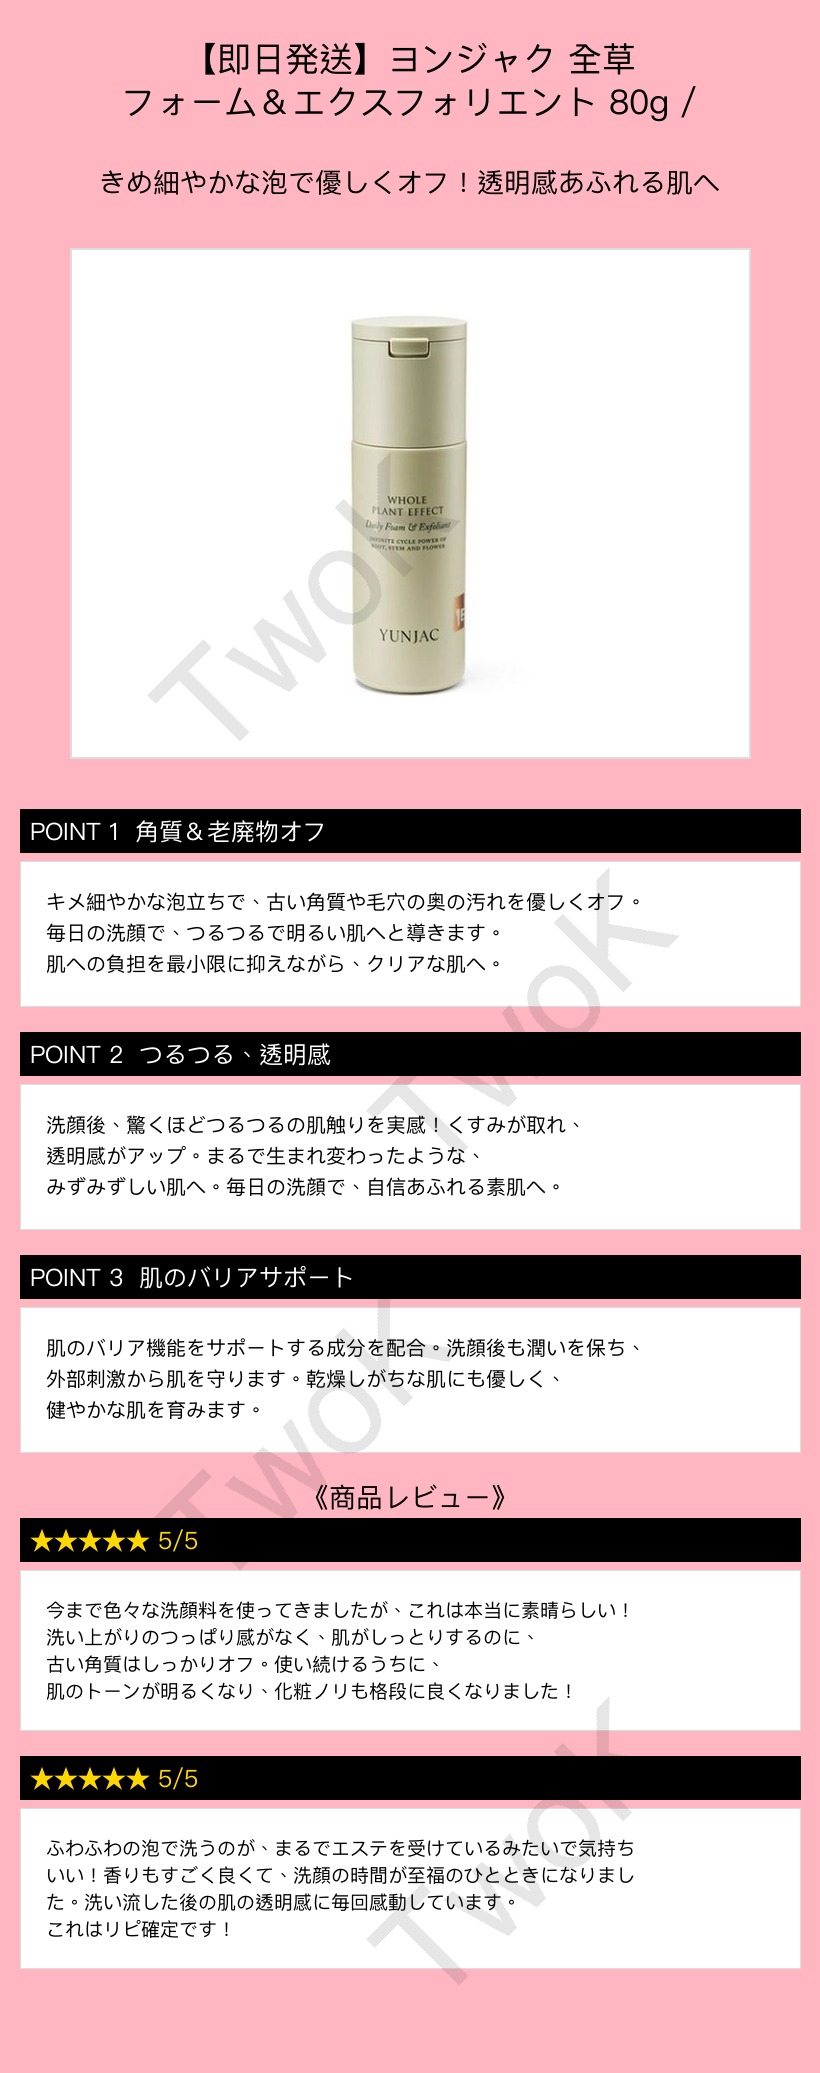 【即日発送】ヨンジャク 全草
フォーム＆エクスフォリエント 80g /
きめ細やかな泡で優しくオフ！透明感あふれる肌へ
WHOLE
PLANT EFFECT
Daily Foam & Exfoliant
INFINITE CYCLE POWER OF
ROOT, STEM AND FLOWER
YUNJAC
TwoK
POINT 1 角質＆老廃物オフ
キメ細やかな泡立ちで、古い角質や毛穴の奥の汚れを優しくオフ。
毎日の洗顔で、つるつるで明るい肌へと導きます。
肌への負担を最小限に抑えながら、クリアな肌へ。
TwoK
POINT 2 つるつる、透明感
洗顔後、驚くほどつるつるの肌触りを実感！くすみが取れ、
透明感がアップ。まるで生まれ変わったような、
みずみずしい肌へ。毎日の洗顔で、自信あふれる素肌へ。
POINT 3 肌のバリアサポート
肌のバリア機能をサポートする成分を配合。洗顔後も潤いを保ち、
外部刺激から肌を守ります。乾燥しがちな肌にも優しく、
健やかな肌を育みます。
TwoK
《商品レビュー》
★★★★★ 5/5
今まで色々な洗顔料を使ってきましたが、これは本当に素晴らしい！
洗い上がりのつっぱり感がなく、肌がしっとりするのに、
古い角質はしっかりオフ。使い続けるうちに、
肌のトーンが明るくなり、化粧ノリも格段に良くなりました！
★★★★★ 5/5
ふわふわの泡で洗うのが、まるでエステを受けているみたいで気持ち
いい！香りもすごく良くて、洗顔の時間が至福のひとときになりまし
た。洗い流した後の肌の透明感に毎回感動しています。
これはリピ確定です！
TwoK